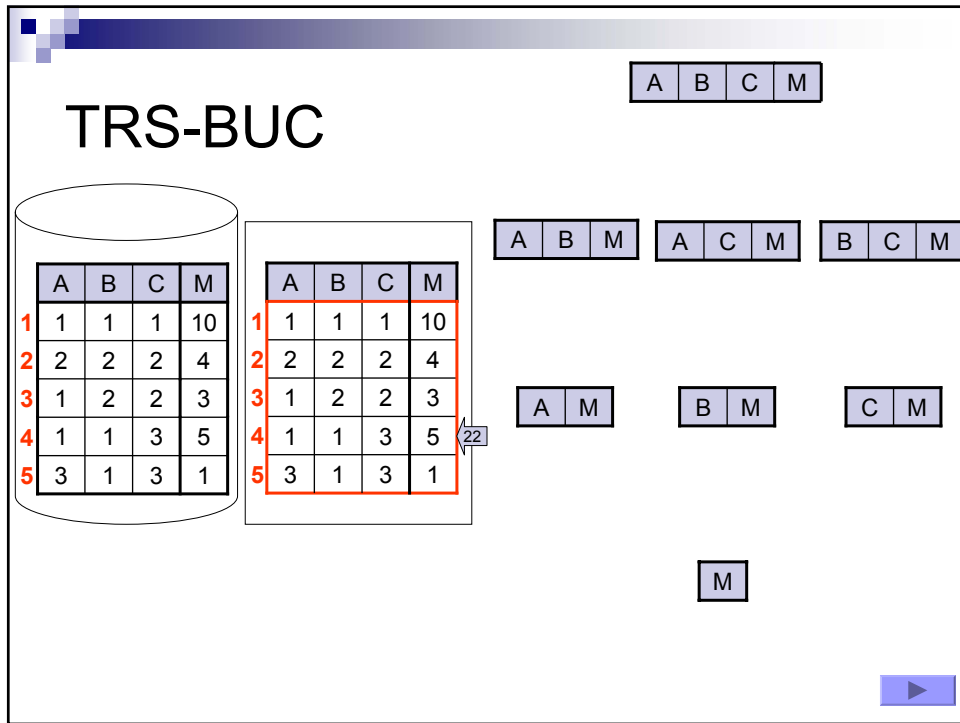 A B C M
TRS-BUC
A B M A C M B C M
A B C M A B C M
1 1 1 1 10 1 1 1 1 10
2 2 2 2 4 2 2 2 2 4
3 1 2 2 3 3 1 2 2 3
A M B M C M
4 1 1 3 5 4 1 1 3 5 22
5 3 1 3 1 5 3 1 3 1
M